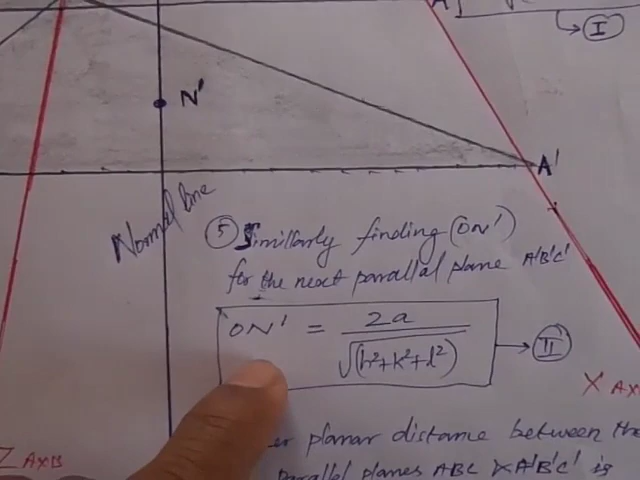 A'
I
N'
A'
Normal line
⑤ Similarly finding (ON')
for the next parallel plane A'B'C'
ON' = 2a / √(h²+k²+l²)
II
X AX
er planar distance between the
parallel planes ABC & A'B'C' is
Z AXIS